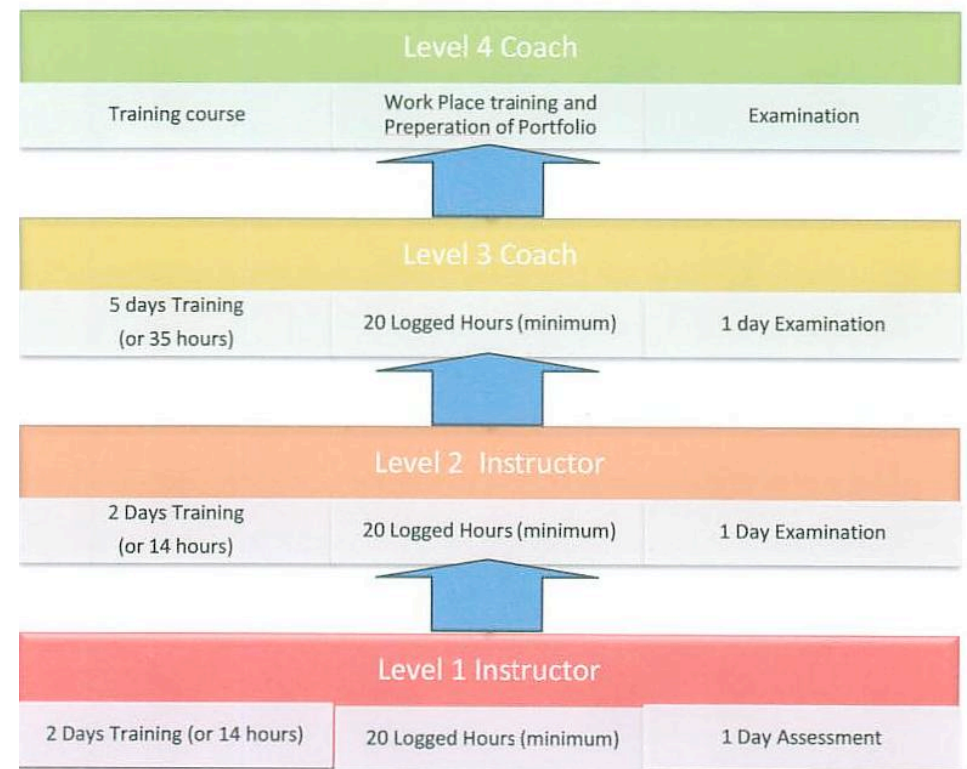 Level 4 Coach
Training course
Work Place training and
Preperation of Portfolio
Examination
Level 3 Coach
5 days Training
(or 35 hours)
20 Logged Hours (minimum)
1 day Examination
Level 2 Instructor
2 Days Training
(or 14 hours)
20 Logged Hours (minimum)
1 Day Examination
Level 1 Instructor
2 Days Training (or 14 hours)
20 Logged Hours (minimum)
1 Day Assessment